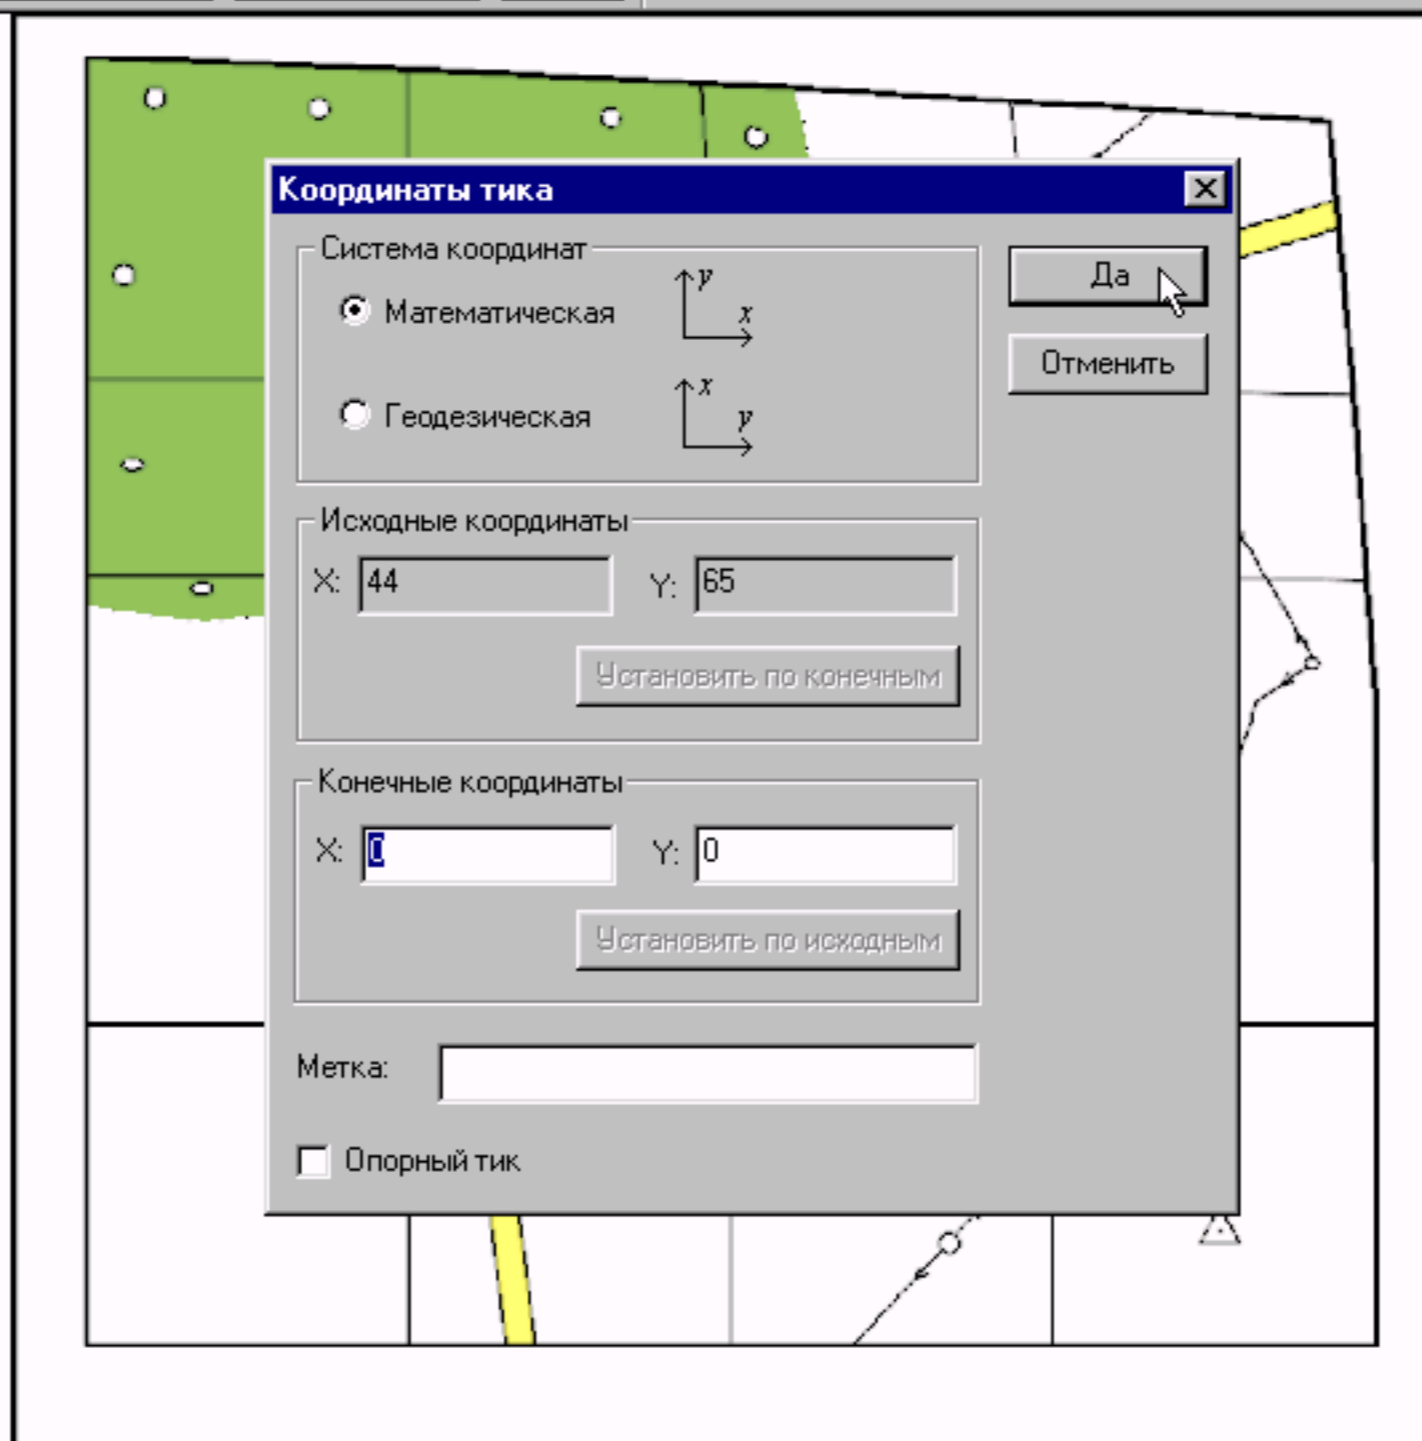 Координаты тика
Система координат
Да
Математическая
y
x
Отменить
Геодезическая
x
y
Исходные координаты
X: 44 Y: 65
Установить по конечным
Конечные координаты
X: 0 Y: 0
Установить по исходным
Метка:
Опорный тик